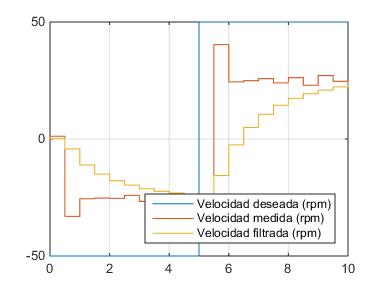 50
0
-50
Velocidad deseada (rpm)
Velocidad medida (rpm)
Velocidad filtrada (rpm)
0 2 4 6 8 10